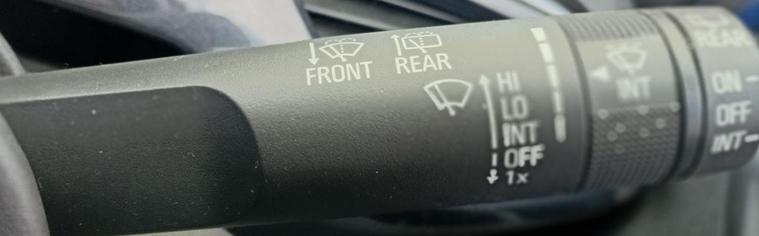 FRONT
REAR
HI
LO
INT
OFF
1x
INT
REAR
ON
OFF
INT